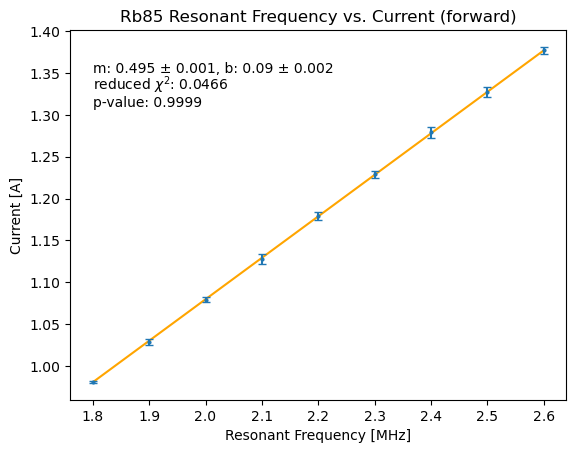 Rb85 Resonant Frequency vs. Current (forward)
m: 0.495 ± 0.001, b: 0.09 ± 0.002
reduced χ²: 0.0466
p-value: 0.9999
Current [A]
1.40
1.35
1.30
1.25
1.20
1.15
1.10
1.05
1.00
1.8 1.9 2.0 2.1 2.2 2.3 2.4 2.5 2.6
Resonant Frequency [MHz]